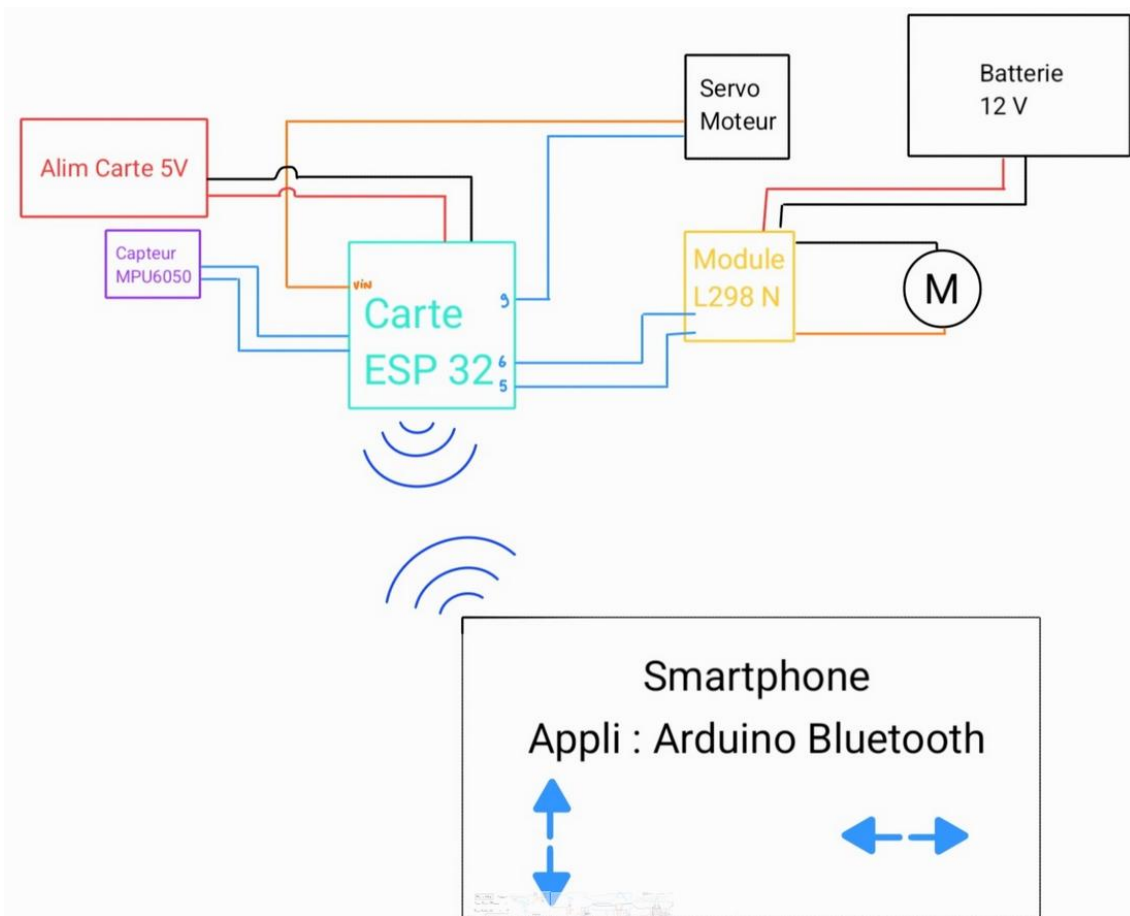 Servo
Moteur
Batterie
12 V
Alim Carte 5V
Capteur
MPU6050
VIN
Carte
ESP 32
9
6
5
Module
L298 N
M
Smartphone
Appli : Arduino Bluetooth